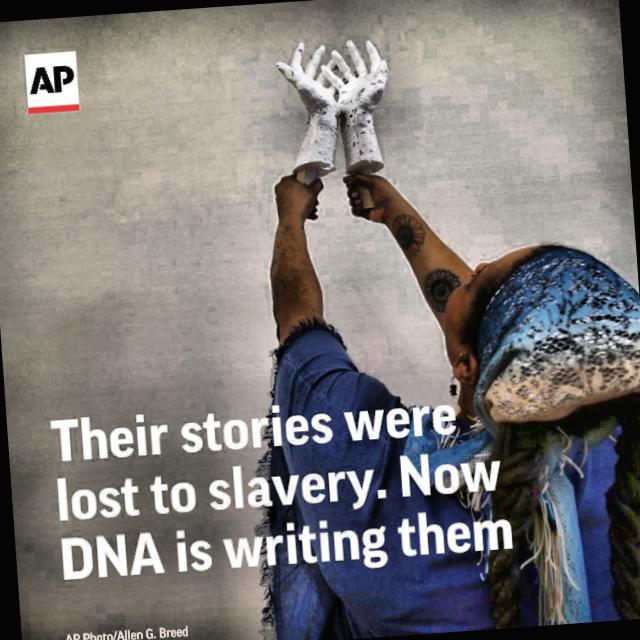 AP
Their stories were
lost to slavery. Now
DNA is writing them
AP Photo/Allen G. Breed